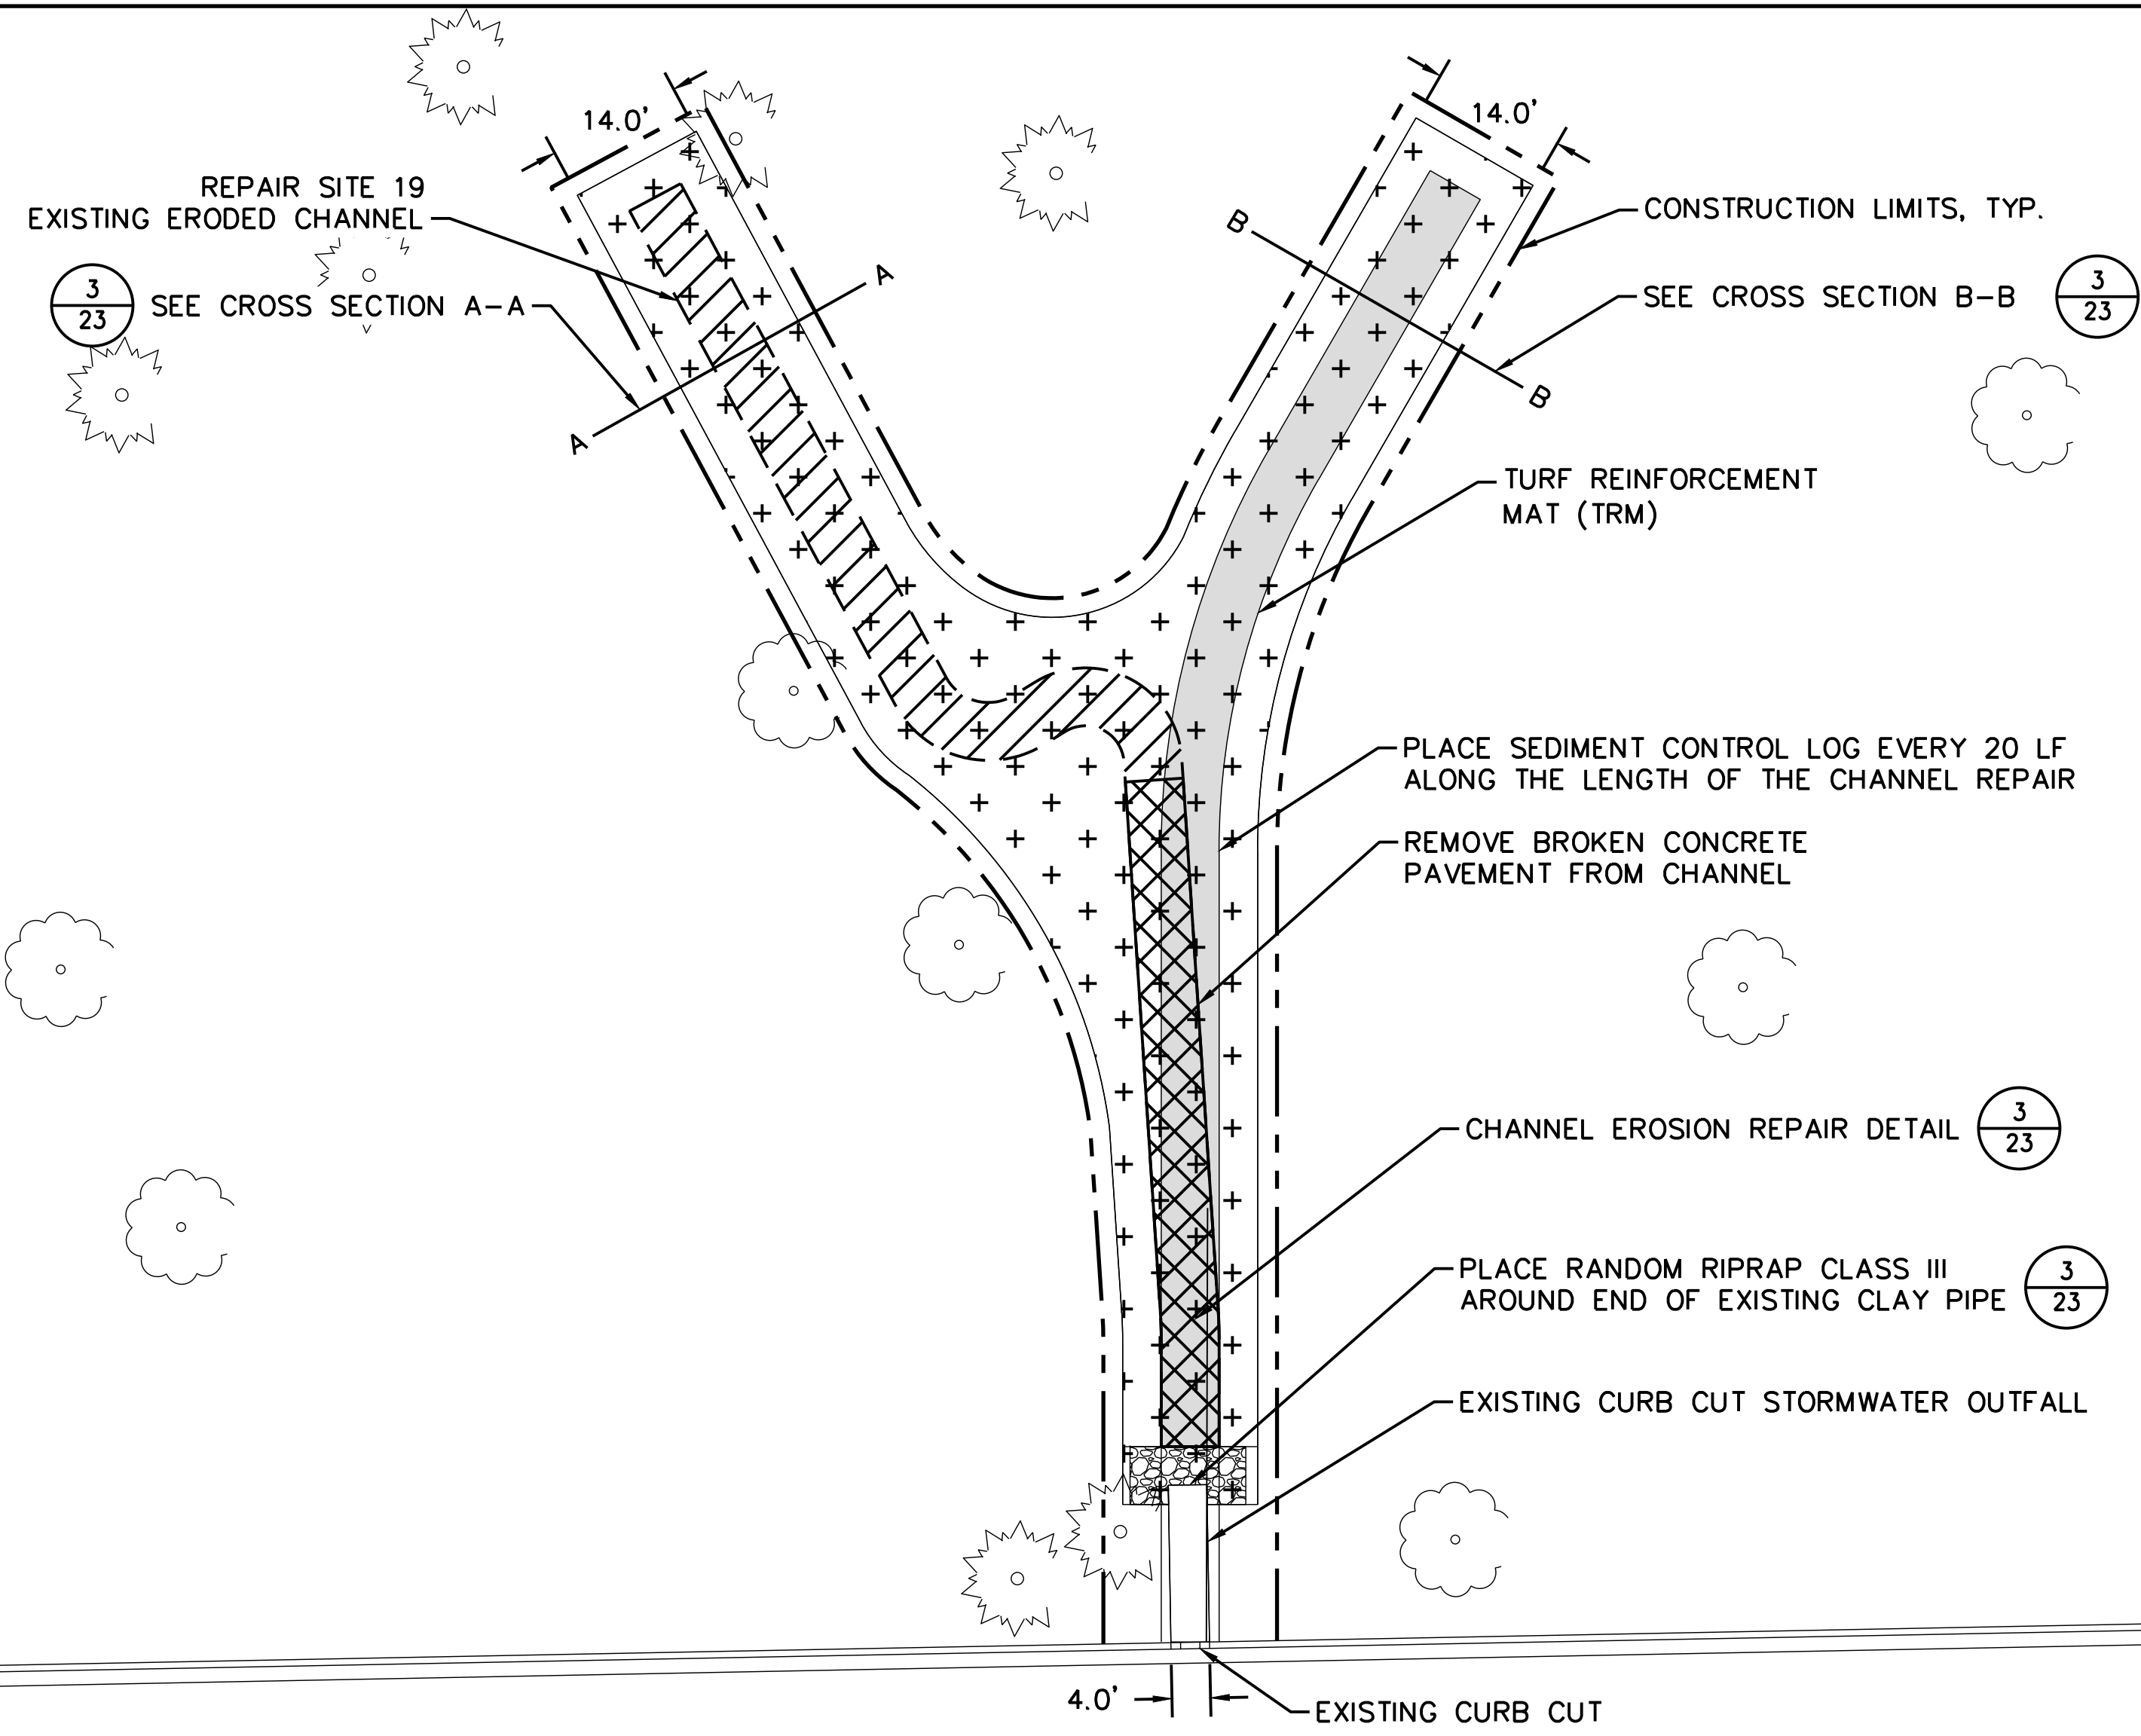 14.0'
14.0'
REPAIR SITE 19
EXISTING ERODED CHANNEL
CONSTRUCTION LIMITS, TYP.
B
A
3
23
SEE CROSS SECTION A-A
SEE CROSS SECTION B-B
3
23
A
B
TURF REINFORCEMENT
MAT (TRM)
PLACE SEDIMENT CONTROL LOG EVERY 20 LF
ALONG THE LENGTH OF THE CHANNEL REPAIR
REMOVE BROKEN CONCRETE
PAVEMENT FROM CHANNEL
CHANNEL EROSION REPAIR DETAIL
3
23
PLACE RANDOM RIPRAP CLASS III
AROUND END OF EXISTING CLAY PIPE
3
23
EXISTING CURB CUT STORMWATER OUTFALL
4.0'
EXISTING CURB CUT